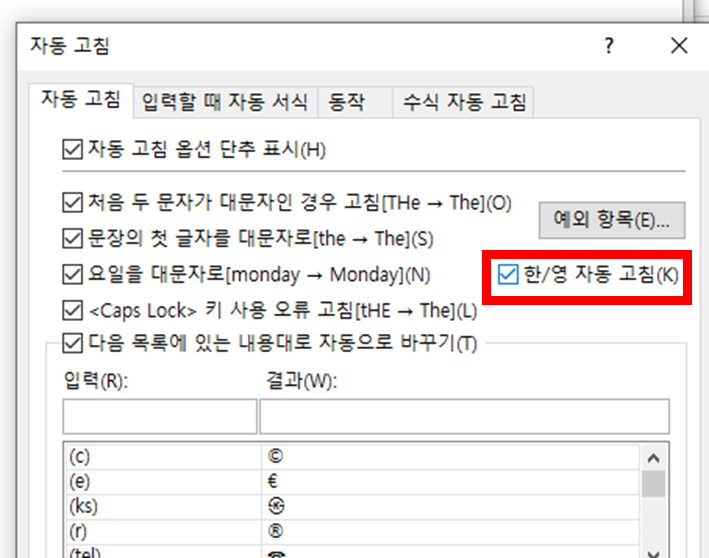 자동 고침 ?
자동 고침 입력할 때 자동 서식 동작 수식 자동 고침
자동 고침 옵션 단추 표시(H)
처음 두 문자가 대문자인 경우 고침[THe → The](O)
예외 항목(E)...
문장의 첫 글자를 대문자로[the → The](S)
요일을 대문자로[monday → Monday](N)
한/영 자동 고침(K)
<Caps Lock> 키 사용 오류 고침[tHE → The](L)
다음 목록에 있는 내용대로 자동으로 바꾸기(T)
입력(R): 결과(W):
(c) ©
(e) €
(ks) ㉿
(r) ®
(tel) ☎